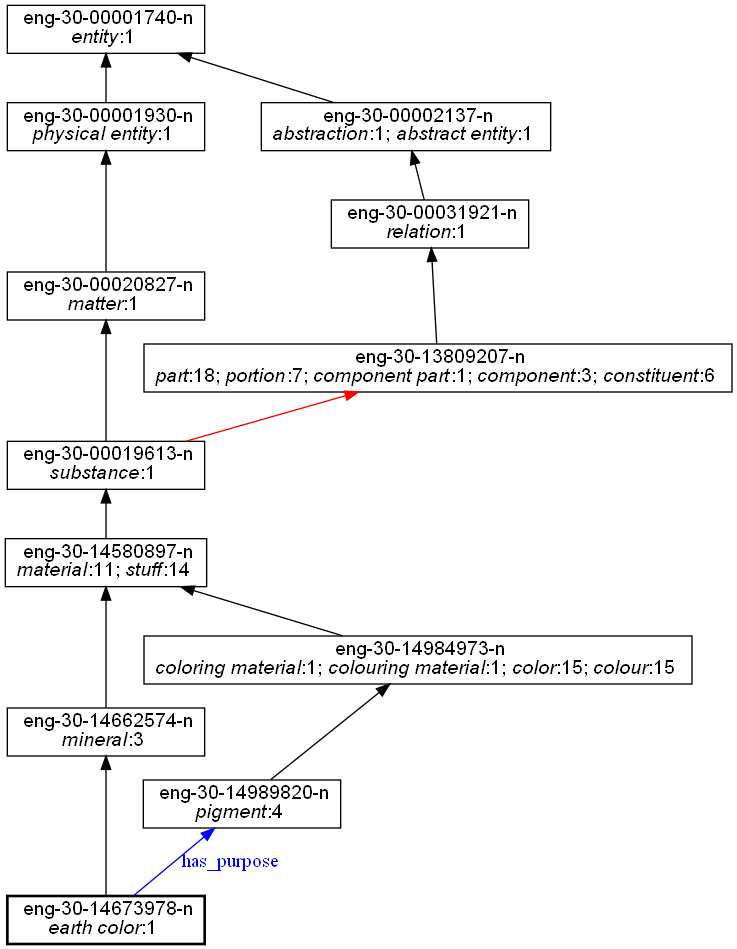 eng-30-00001740-n
entity:1
eng-30-00001930-n
physical entity:1
eng-30-00002137-n
abstraction:1; abstract entity:1
eng-30-00031921-n
relation:1
eng-30-00020827-n
matter:1
eng-30-13809207-n
part:18; portion:7; component part:1; component:3; constituent:6
eng-30-00019613-n
substance:1
eng-30-14580897-n
material:11; stuff:14
eng-30-14984973-n
coloring material:1; colouring material:1; color:15; colour:15
eng-30-14662574-n
mineral:3
eng-30-14989820-n
pigment:4
has_purpose
eng-30-14673978-n
earth color:1